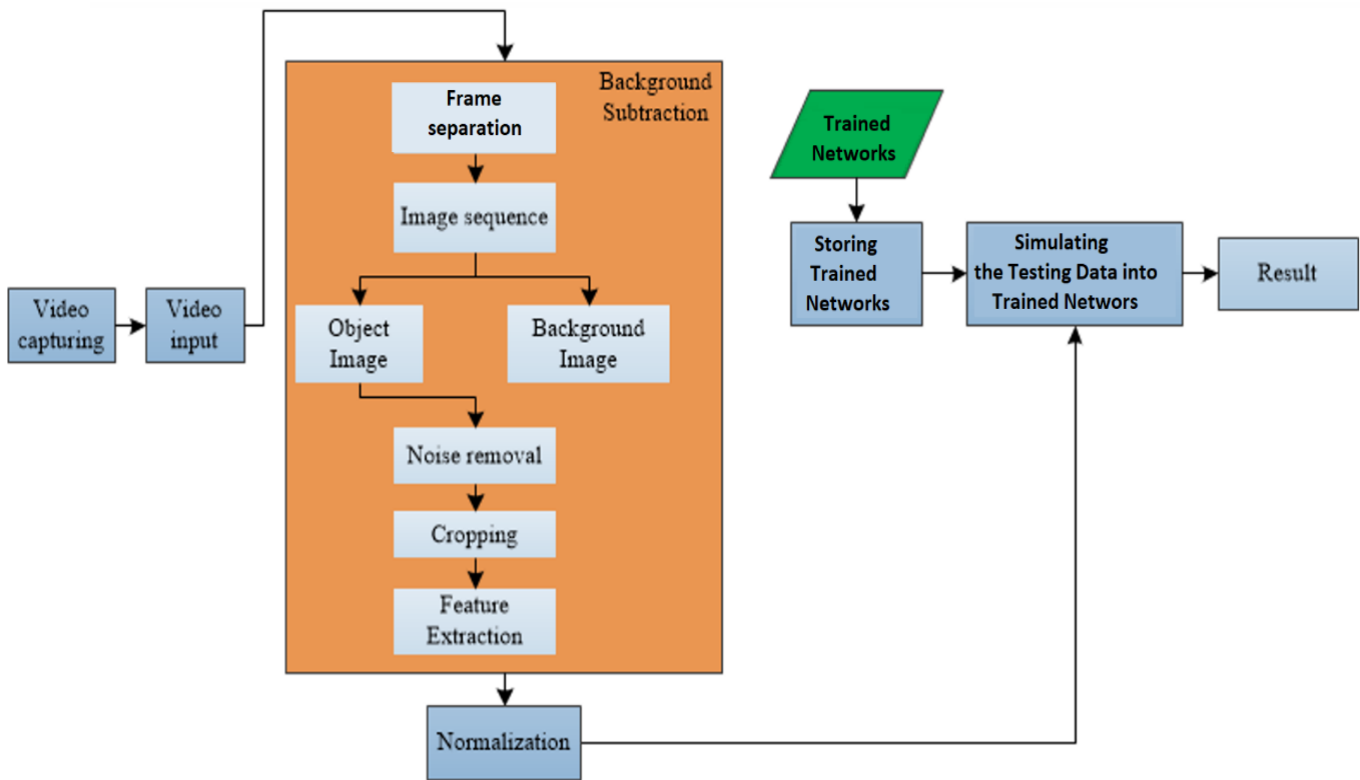 Video
capturing
Video
input
Background
Subtraction
Frame
separation
Image sequence
Object
Image
Background
Image
Noise removal
Cropping
Feature
Extraction
Normalization
Trained
Networks
Storing
Trained
Networks
Simulating
the Testing Data into
Trained Networs
Result